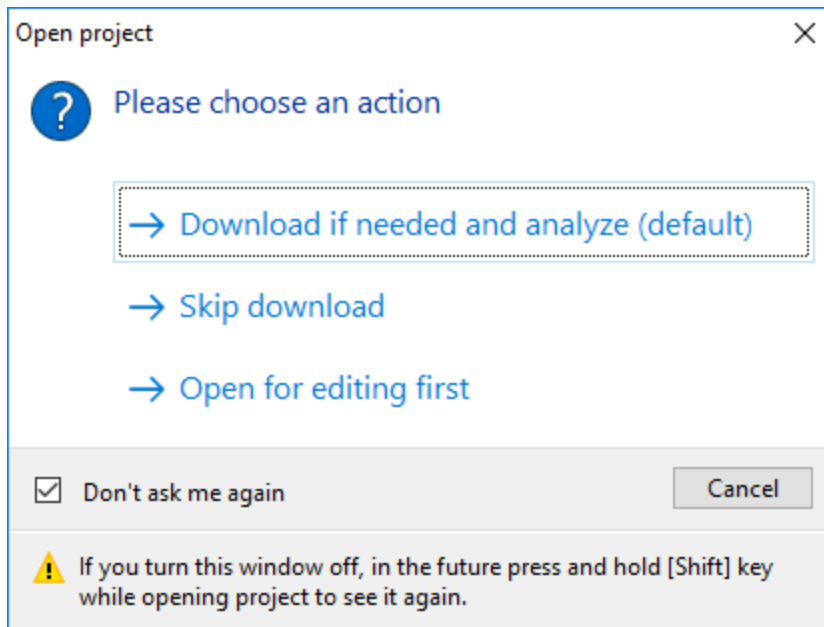 Open project
Please choose an action
Download if needed and analyze (default)
Skip download
Open for editing first
Don't ask me again
Cancel
If you turn this window off, in the future press and hold [Shift] key
while opening project to see it again.